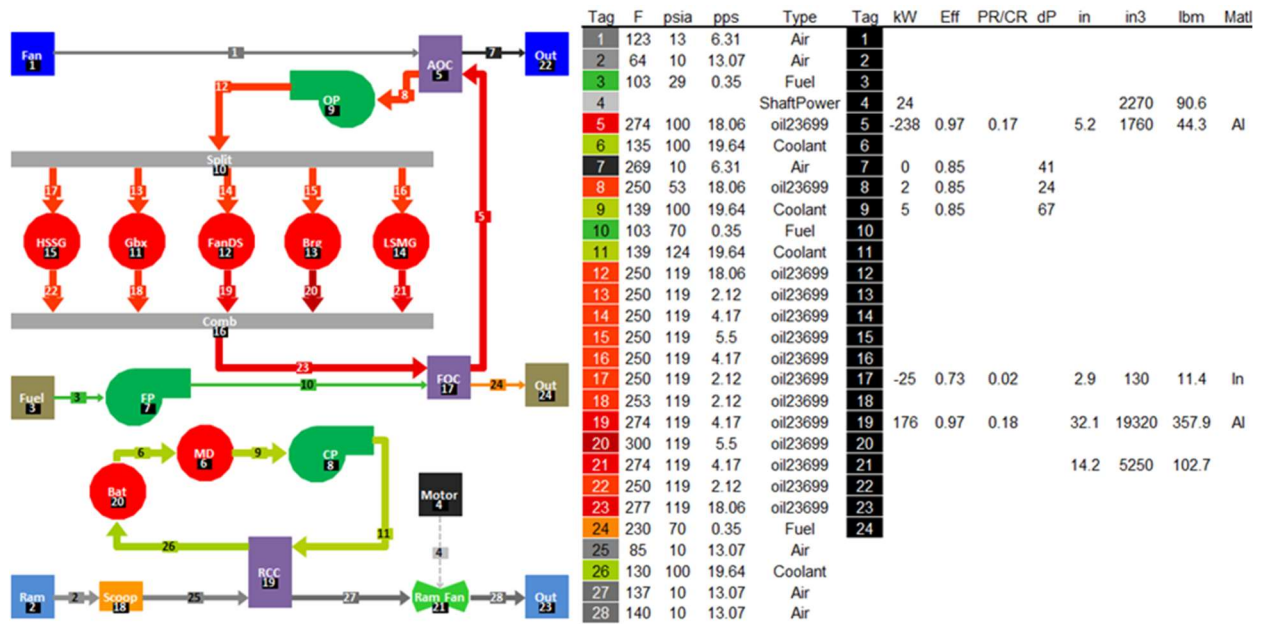 Fan
1
1
AOC
5
7
Out
22
12
OP
9
8
Split
10
17
13
14
15
16
HSSG
15
Gbx
11
FanDS
12
Brg
13
LSMG
14
5
22
18
19
20
21
Comb
16
23
Fuel
3
3
FP
7
10
FOC
17
24
Out
24
6
MD
6
9
CP
8
Bat
20
Motor
4
11
26
RCC
19
4
Ram
2
2
Scoop
18
25
27
Ram Fan
21
28
Out
23
Tag F psia pps Type Tag kW Eff PR/CR dP in in3 lbm Matl
1 123 13 6.31 Air 1
2 64 10 13.07 Air 2
3 103 29 0.35 Fuel 3
4 ShaftPower 4 24 2270 90.6
5 274 100 18.06 oil23699 5 -238 0.97 0.17 5.2 1760 44.3 Al
6 135 100 19.64 Coolant 6
7 269 10 6.31 Air 7 0 0.85 41
8 250 53 18.06 oil23699 8 2 0.85 24
9 139 100 19.64 Coolant 9 5 0.85 67
10 103 70 0.35 Fuel 10
11 139 124 19.64 Coolant 11
12 250 119 18.06 oil23699 12
13 250 119 2.12 oil23699 13
14 250 119 4.17 oil23699 14
15 250 119 5.5 oil23699 15
16 250 119 4.17 oil23699 16
17 250 119 2.12 oil23699 17 -25 0.73 0.02 2.9 130 11.4 In
18 253 119 2.12 oil23699 18
19 274 119 4.17 oil23699 19 176 0.97 0.18 32.1 19320 357.9 Al
20 300 119 5.5 oil23699 20
21 274 119 4.17 oil23699 21 14.2 5250 102.7
22 250 119 2.12 oil23699 22
23 277 119 18.06 oil23699 23
24 230 70 0.35 Fuel 24
25 85 10 13.07 Air
26 130 100 19.64 Coolant
27 137 10 13.07 Air
28 140 10 13.07 Air